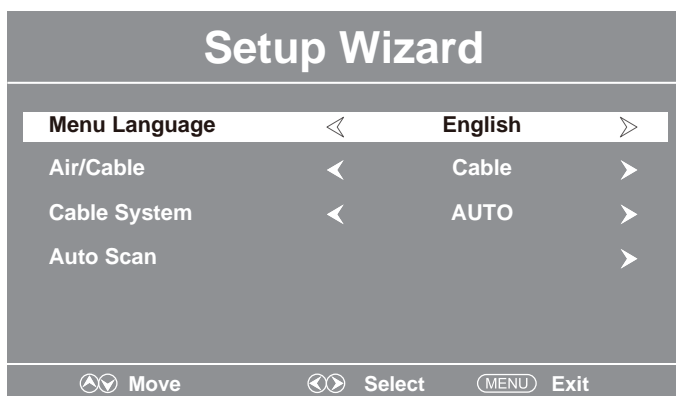 Setup Wizard
Menu Language English
Air/Cable Cable
Cable System AUTO
Auto Scan
Move Select MENU Exit